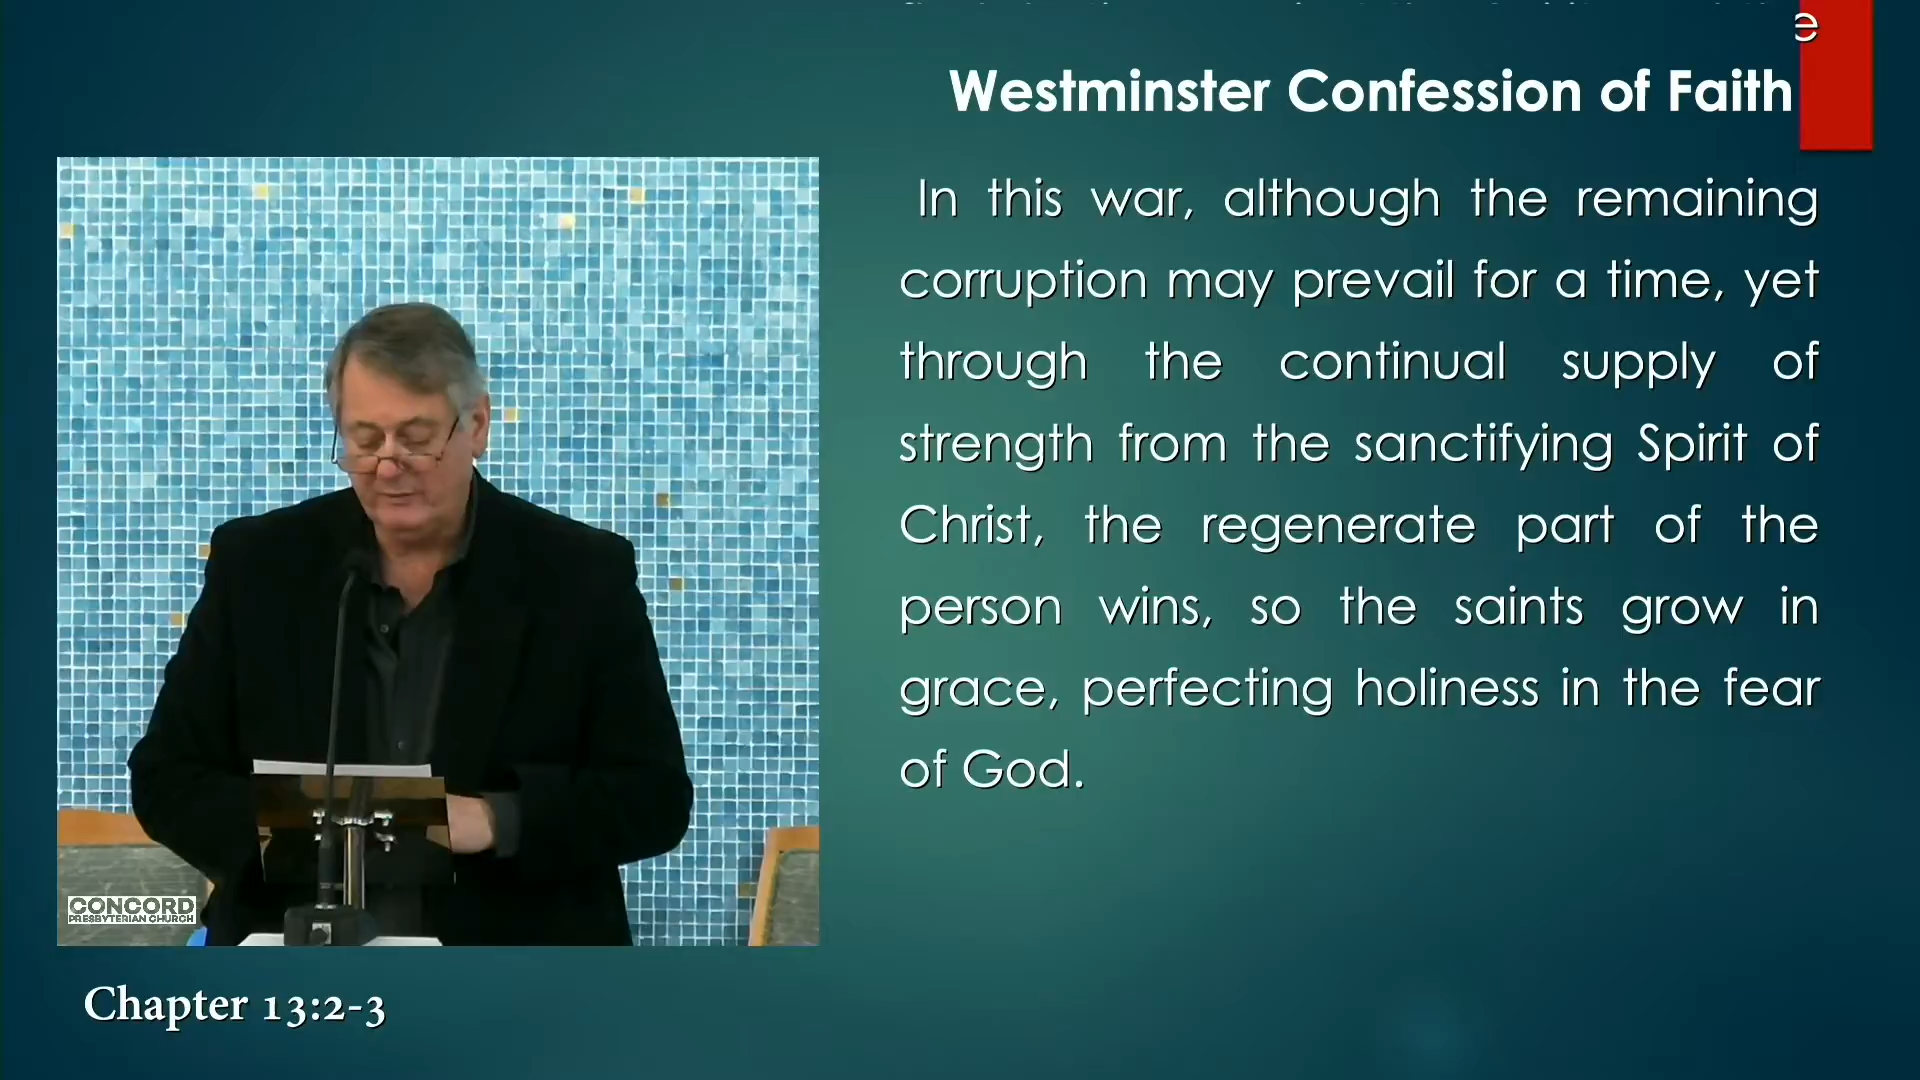 e
Westminster Confession of Faith
In this war, although the remaining
corruption may prevail for a time, yet
through the continual supply of
strength from the sanctifying Spirit of
Christ, the regenerate part of the
person wins, so the saints grow in
grace, perfecting holiness in the fear
of God.
CONCORD
PRESBYTERIAN CHURCH
Chapter 13:2-3